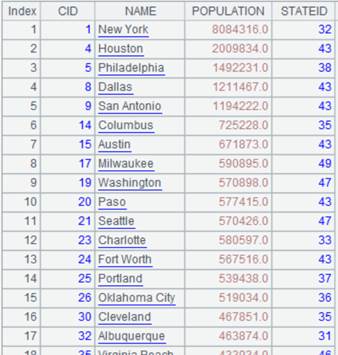 Index CID NAME POPULATION STATEID
1 1 New York 8084316.0 32
2 4 Houston 2009834.0 43
3 5 Philadelphia 1492231.0 38
4 8 Dallas 1211467.0 43
5 9 San Antonio 1194222.0 43
6 14 Columbus 725228.0 35
7 15 Austin 671873.0 43
8 17 Milwaukee 590895.0 49
9 19 Washington 570898.0 47
10 20 Paso 577415.0 43
11 21 Seattle 570426.0 47
12 23 Charlotte 580597.0 33
13 24 Fort Worth 567516.0 43
14 25 Portland 539438.0 37
15 26 Oklahoma City 519034.0 36
16 30 Cleveland 467851.0 35
17 32 Albuquerque 463874.0 31
18 35 Virginia Beach 46